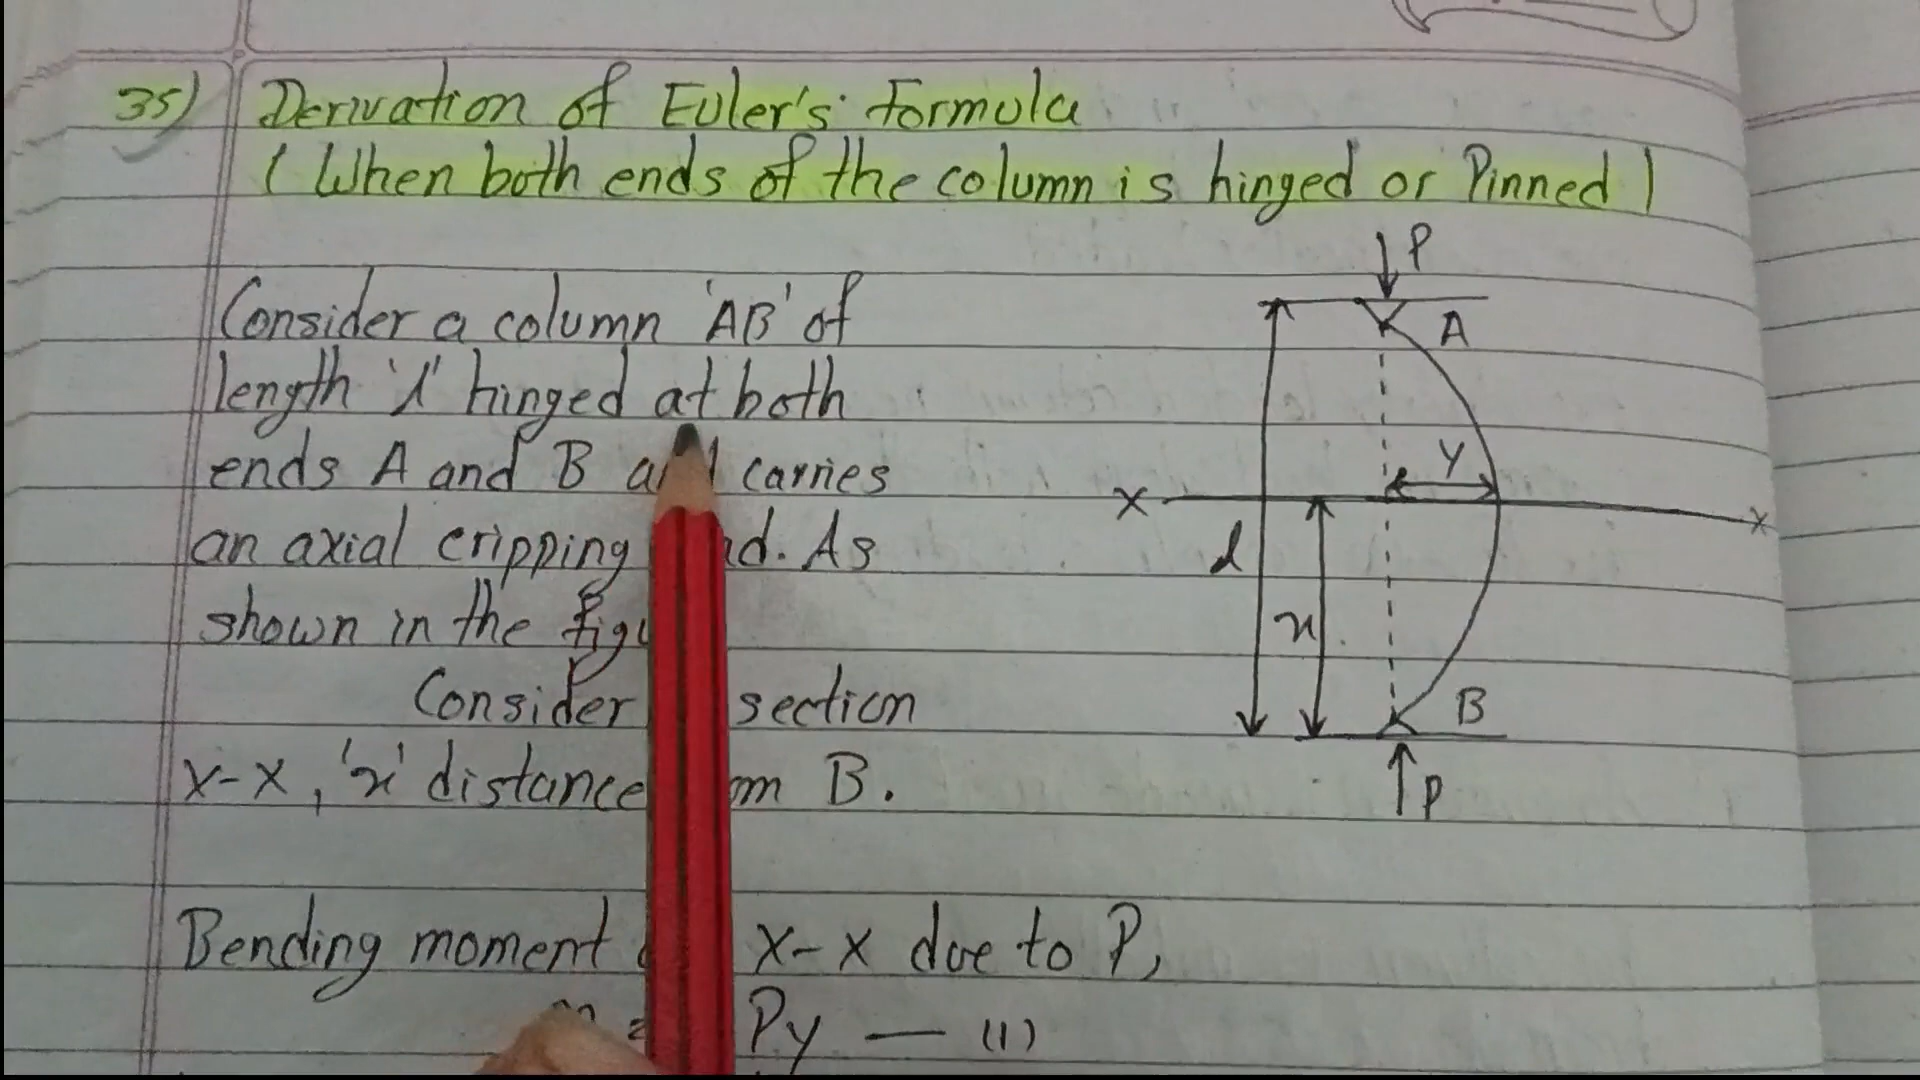 35) Derivation of Euler's Formula
(When both ends of the column is hinged or Pinned)
Consider a column 'AB' of
length 'l' hinged at both
ends A and B and carries
an axial cripping . As
shown in the
Consider section
X-X, 'x' distance B.
Bending moment X-X due to P,
Py — (1)
P
A
Y
X
X
l
x
B
P